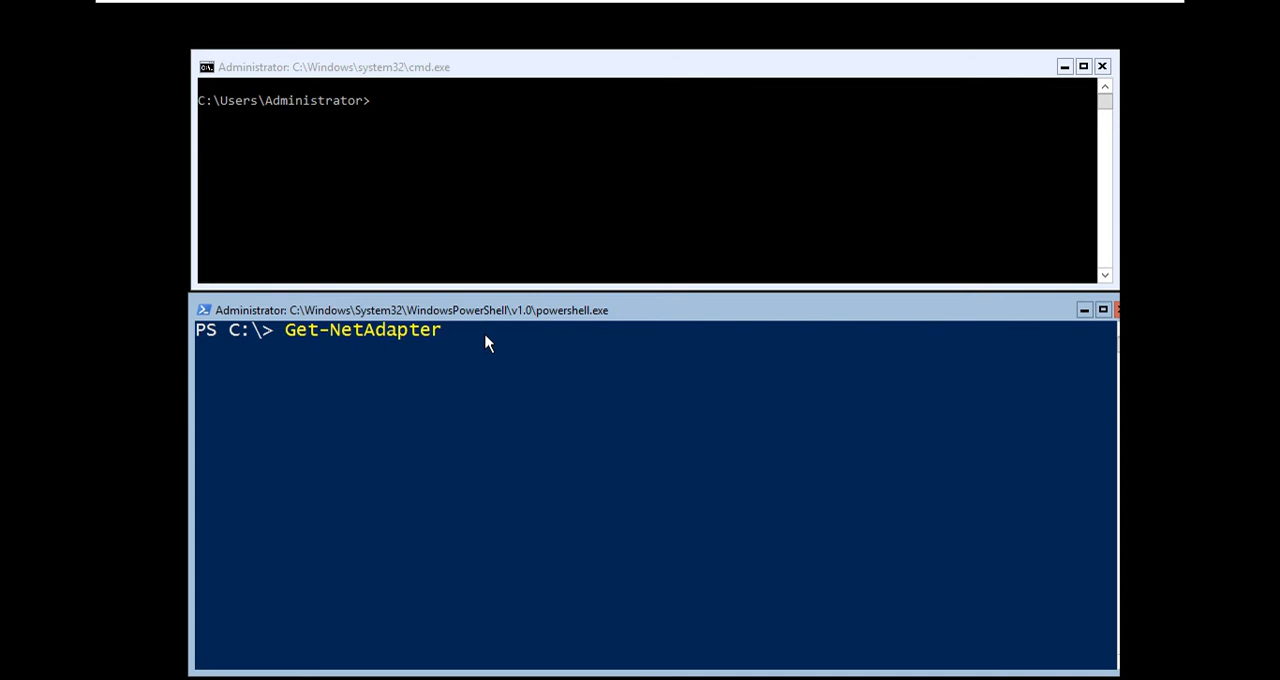 Administrator: C:\Windows\system32\cmd.exe
C:\Users\Administrator>
Administrator: C:\Windows\System32\WindowsPowerShell\v1.0\powershell.exe
PS C:\> Get-NetAdapter